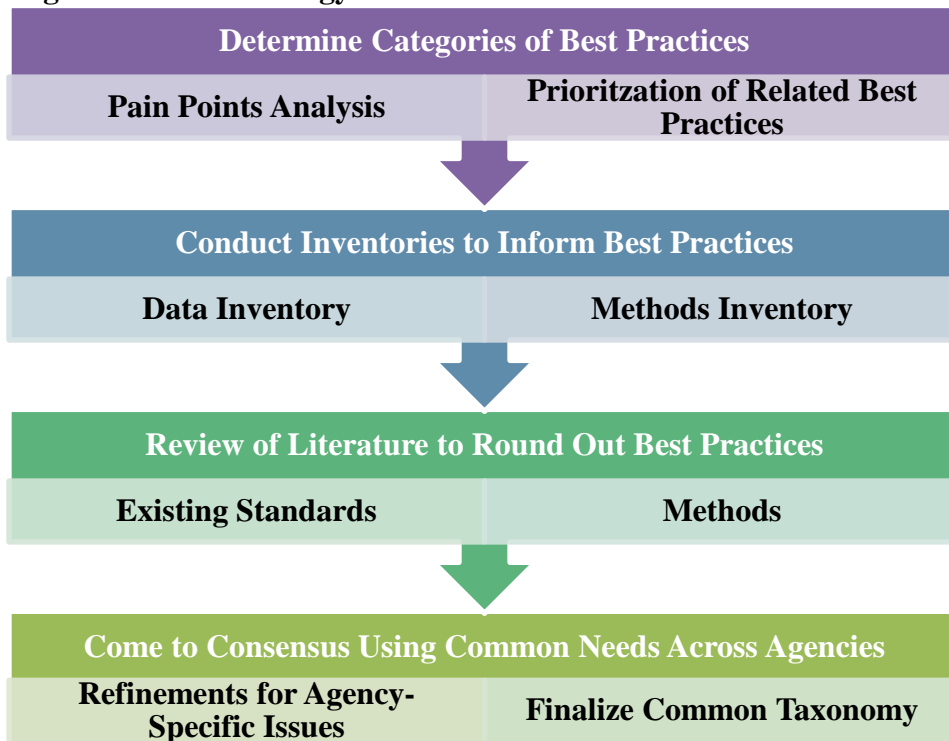 Determine Categories of Best Practices
Pain Points Analysis
Prioritzation of Related Best
Practices
Conduct Inventories to Inform Best Practices
Data Inventory
Methods Inventory
Review of Literature to Round Out Best Practices
Existing Standards
Methods
Come to Consensus Using Common Needs Across Agencies
Refinements for Agency-
Specific Issues
Finalize Common Taxonomy